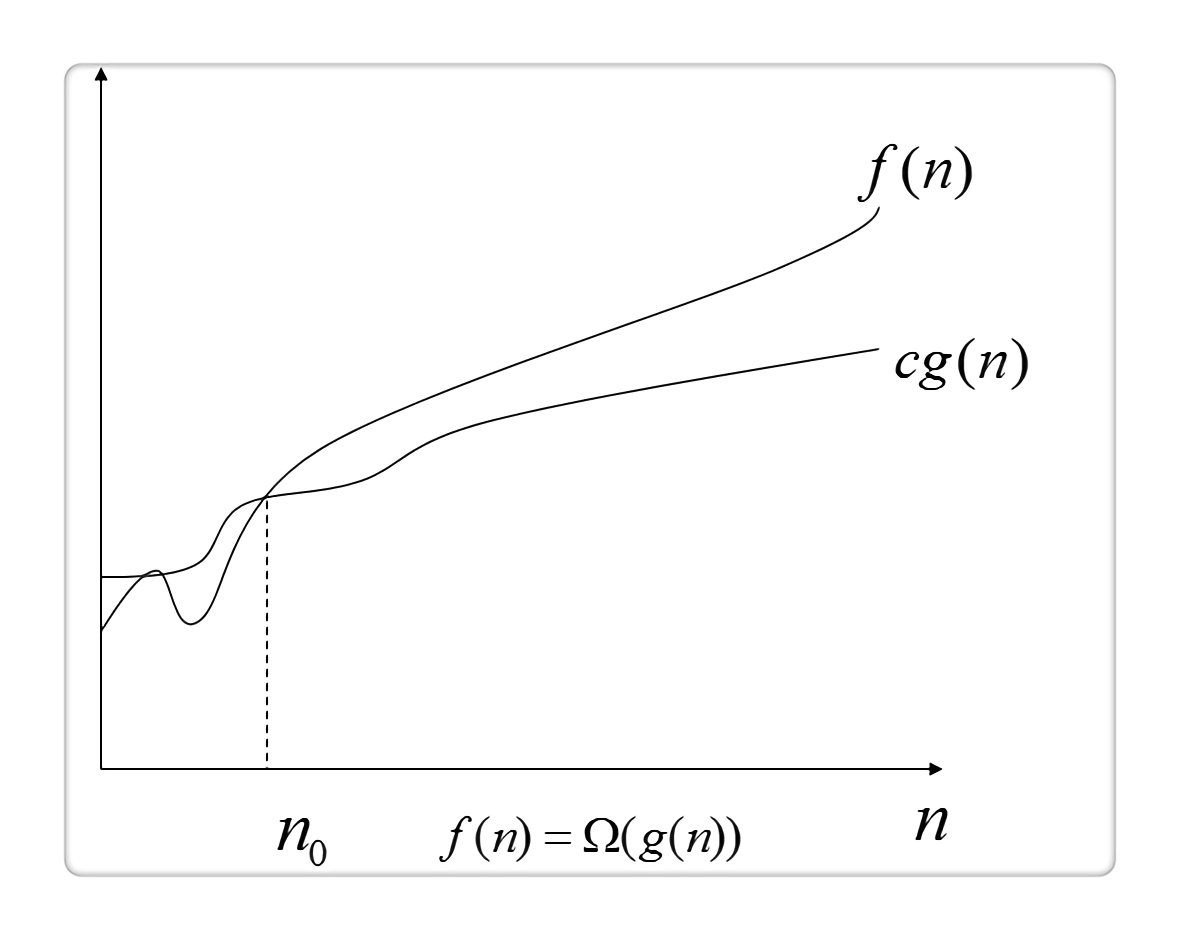 f(n)
cg(n)
n
n₀
f(n) = Ω(g(n))